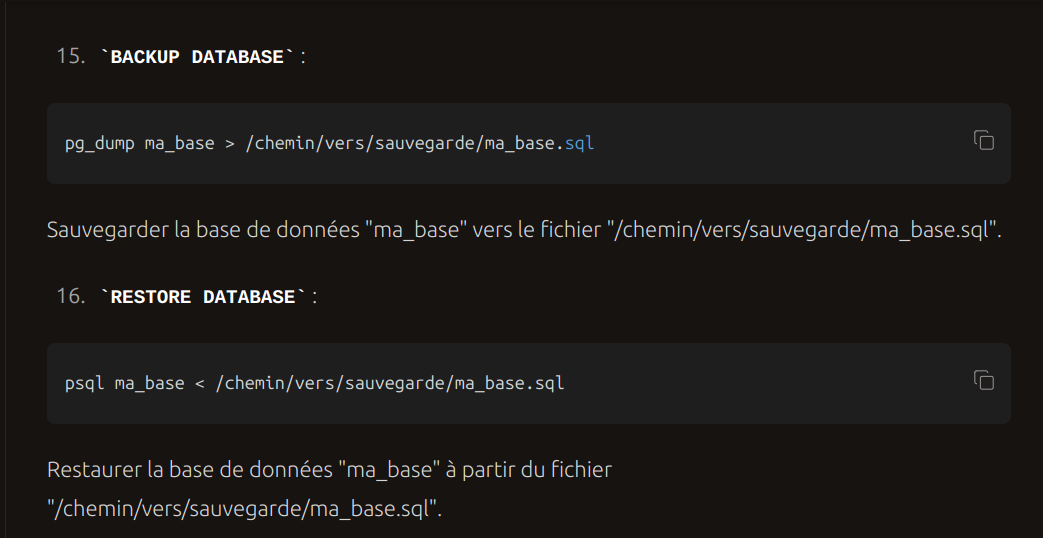 15. `BACKUP DATABASE` :
pg_dump ma_base > /chemin/vers/sauvegarde/ma_base.sql
Sauvegarder la base de données "ma_base" vers le fichier "/chemin/vers/sauvegarde/ma_base.sql".
16. `RESTORE DATABASE` :
psql ma_base < /chemin/vers/sauvegarde/ma_base.sql
Restaurer la base de données "ma_base" à partir du fichier
"/chemin/vers/sauvegarde/ma_base.sql".